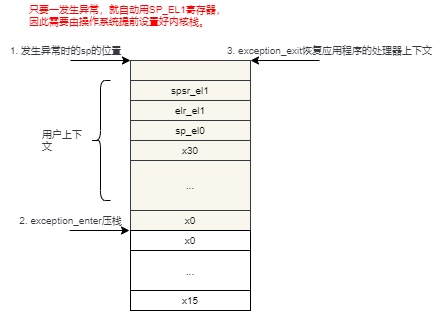 只要一发生异常，就自动用SP_EL1寄存器，
因此需要由操作系统提前设置好内核栈。
1. 发生异常时的sp的位置
3. exception_exit恢复应用程序的处理器上下文
spsr_el1
elr_el1
sp_el0
x30
用户上下
文
...
2. exception_enter压栈
x0
x0
...
x15